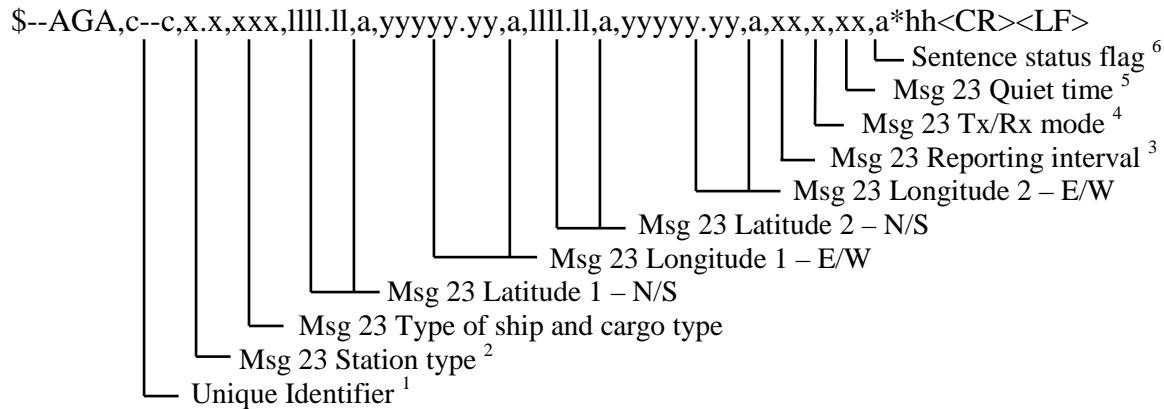 $--AGA,c--c,x.x,xxx,llll.ll,a,yyyyy.yy,a,llll.ll,a,yyyyy.yy,a,xx,x,xx,a*hh<CR><LF>
Sentence status flag 6
Msg 23 Quiet time 5
Msg 23 Tx/Rx mode 4
Msg 23 Reporting interval 3
Msg 23 Longitude 2 – E/W
Msg 23 Latitude 2 – N/S
Msg 23 Longitude 1 – E/W
Msg 23 Latitude 1 – N/S
Msg 23 Type of ship and cargo type
Msg 23 Station type 2
Unique Identifier 1